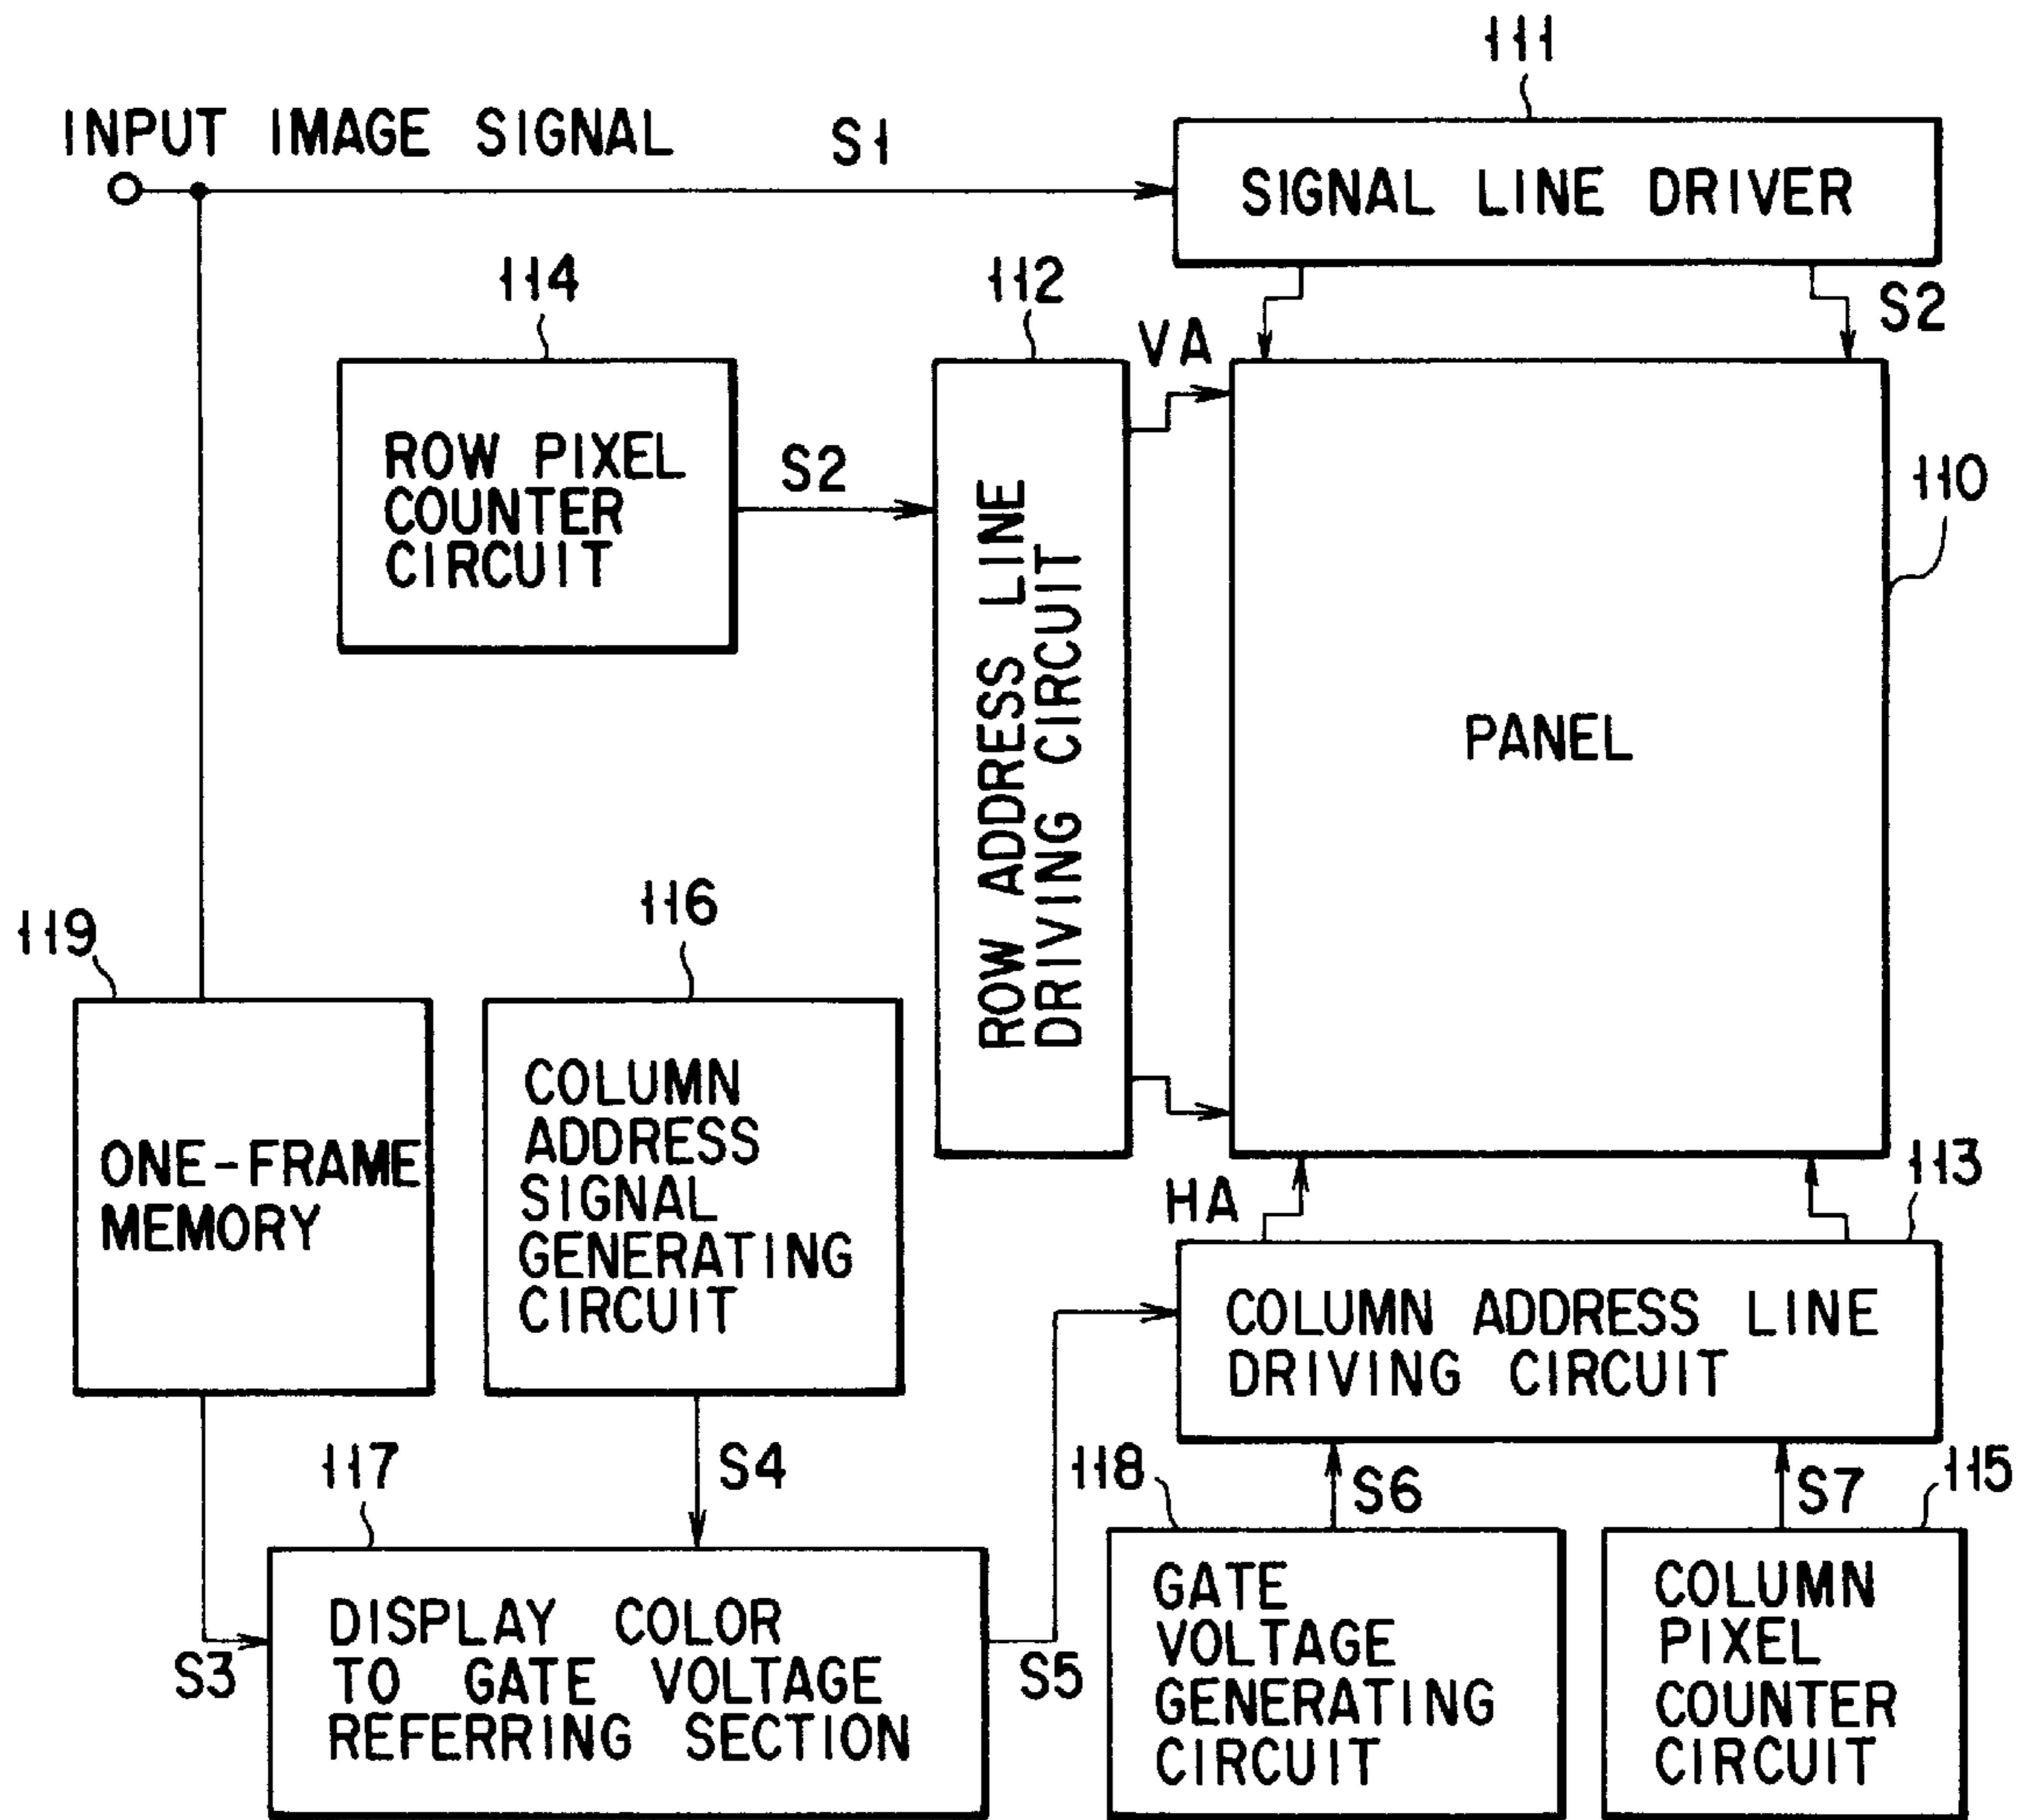 111
INPUT IMAGE SIGNAL
S1
SIGNAL LINE DRIVER
114
112
VA
S2
ROW PIXEL
COUNTER
CIRCUIT
S2
ROW ADDRESS LINE
DRIVING CIRCUIT
110
PANEL
119
116
ONE-FRAME
MEMORY
COLUMN
ADDRESS
SIGNAL
GENERATING
CIRCUIT
HA
113
COLUMN ADDRESS LINE
DRIVING CIRCUIT
117
S4
118
S6
S7
115
S3
DISPLAY COLOR
TO GATE VOLTAGE
REFERRING SECTION
S5
GATE
VOLTAGE
GENERATING
CIRCUIT
COLUMN
PIXEL
COUNTER
CIRCUIT